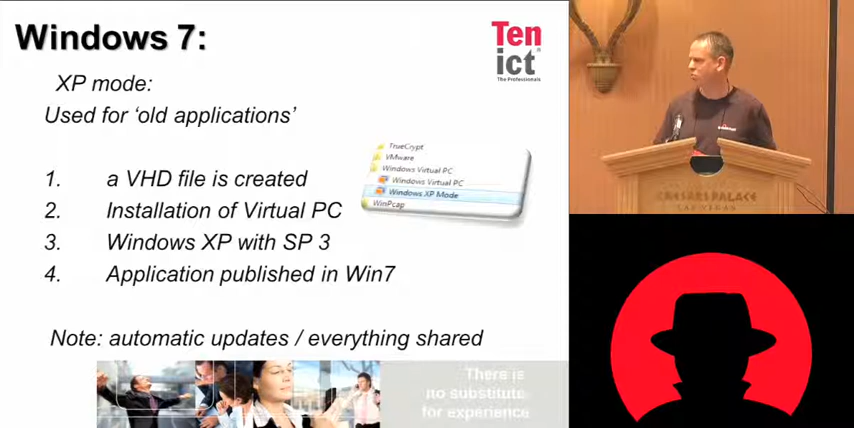 Windows 7:
Ten
ict
The Professionals
XP mode:
Used for 'old applications'
1. a VHD file is created
2. Installation of Virtual PC
3. Windows XP with SP 3
4. Application published in Win7
TrueCrypt
VMware
Windows Virtual PC
Windows Virtual PC
Windows XP Mode
WinPcap
Note: automatic updates / everything shared
There is
no substitute
for experience
CAESARS PALACE
LAS VEGAS